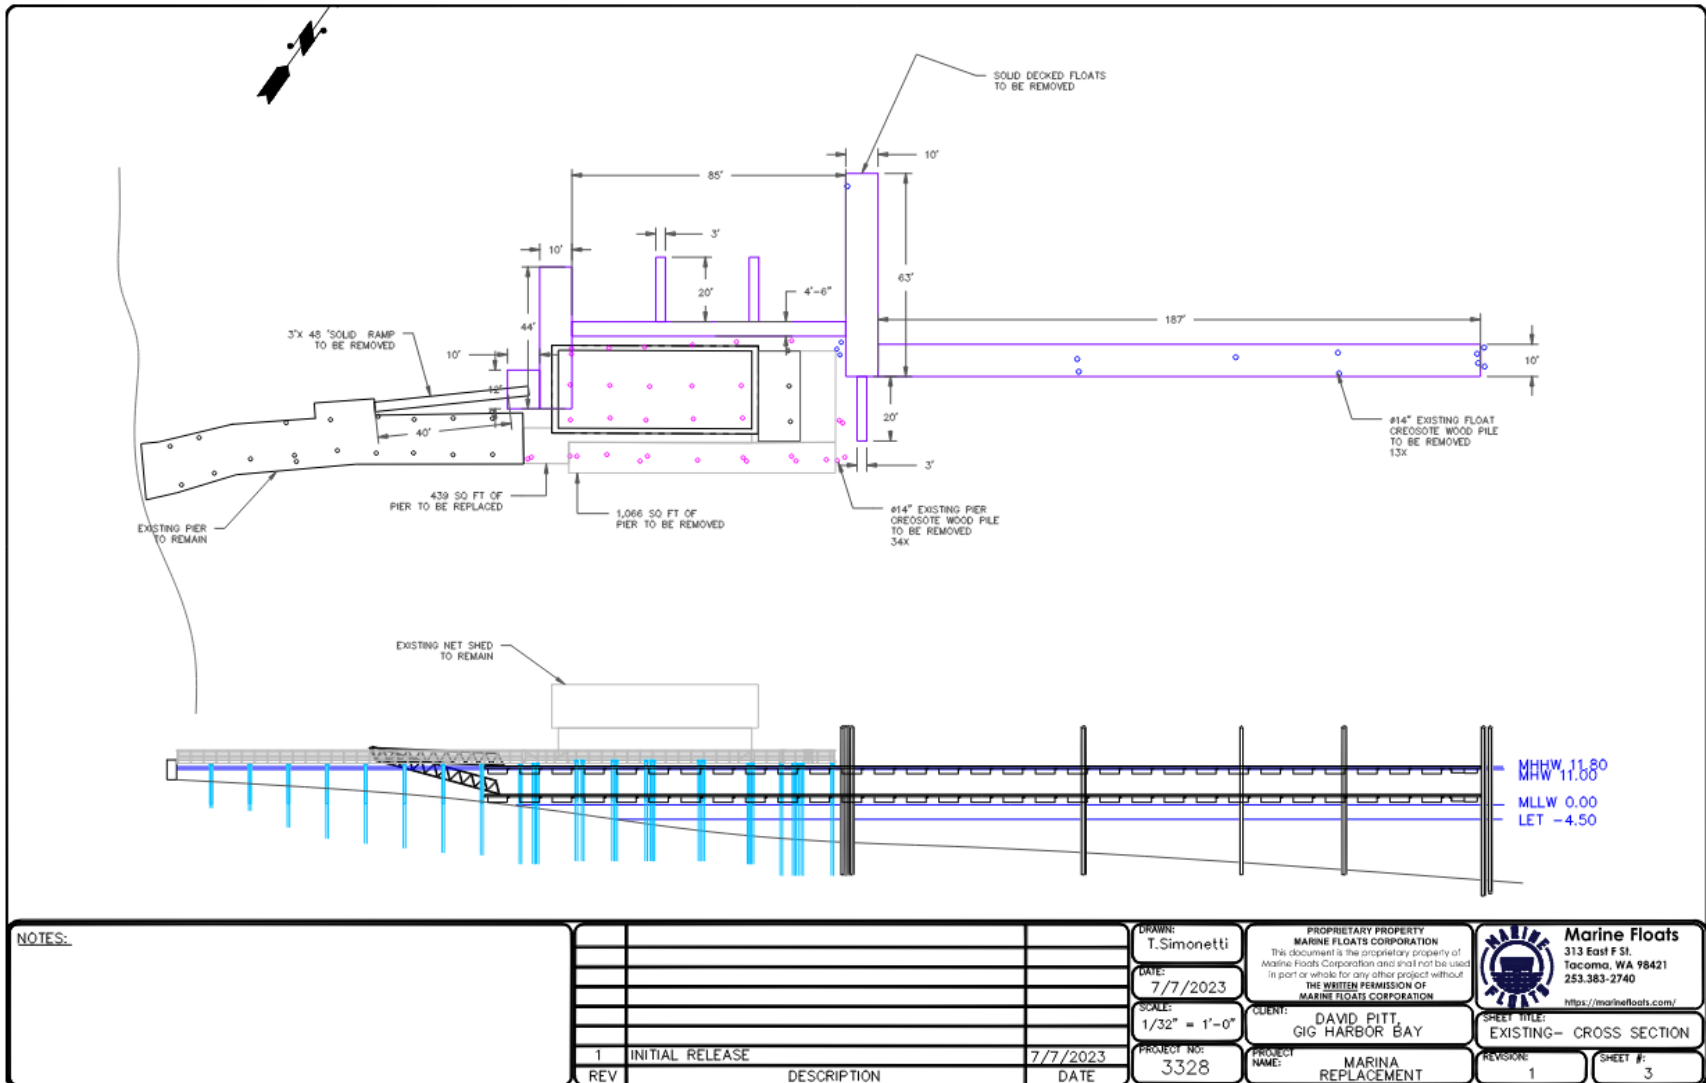 SOLID DECKED FLOATS
TO BE REMOVED
10'
85'
3'
10'
20'
4'-6"
63'
44'
187'
3'X 48 'SOLID RAMP
TO BE REMOVED
10'
12'
10'
40'
20'
3'
ø14" EXISTING FLOAT
CREOSOTE WOOD PILE
TO BE REMOVED
13X
439 SQ FT OF
PIER TO BE REPLACED
1,066 SQ FT OF
PIER TO BE REMOVED
ø14" EXISTING PIER
CREOSOTE WOOD PILE
TO BE REMOVED
34X
EXISTING PIER
TO REMAIN
EXISTING NET SHED
TO REMAIN
MHHW 11.80
MHW 11.00
MLLW 0.00
LET -4.50
NOTES:
1 INITIAL RELEASE 7/7/2023
REV DESCRIPTION DATE
DRAWN:
T.Simonetti
DATE:
7/7/2023
SCALE:
1/32" = 1'-0"
PROJECT NO:
3328
PROPRIETARY PROPERTY
MARINE FLOATS CORPORATION
This document is the proprietary property of
Marine Floats Corporation and shall not be used
in part or whole for any other project without
THE WRITTEN PERMISSION OF
MARINE FLOATS CORPORATION
CLIENT:
DAVID PITT,
GIG HARBOR BAY
PROJECT
NAME:
MARINA
REPLACEMENT
MARINE
FLOATS
Marine Floats
313 East F St.
Tacoma, WA 98421
253.383-2740
https://marinefloats.com/
SHEET TITLE:
EXISTING- CROSS SECTION
REVISION:
1
SHEET #:
3